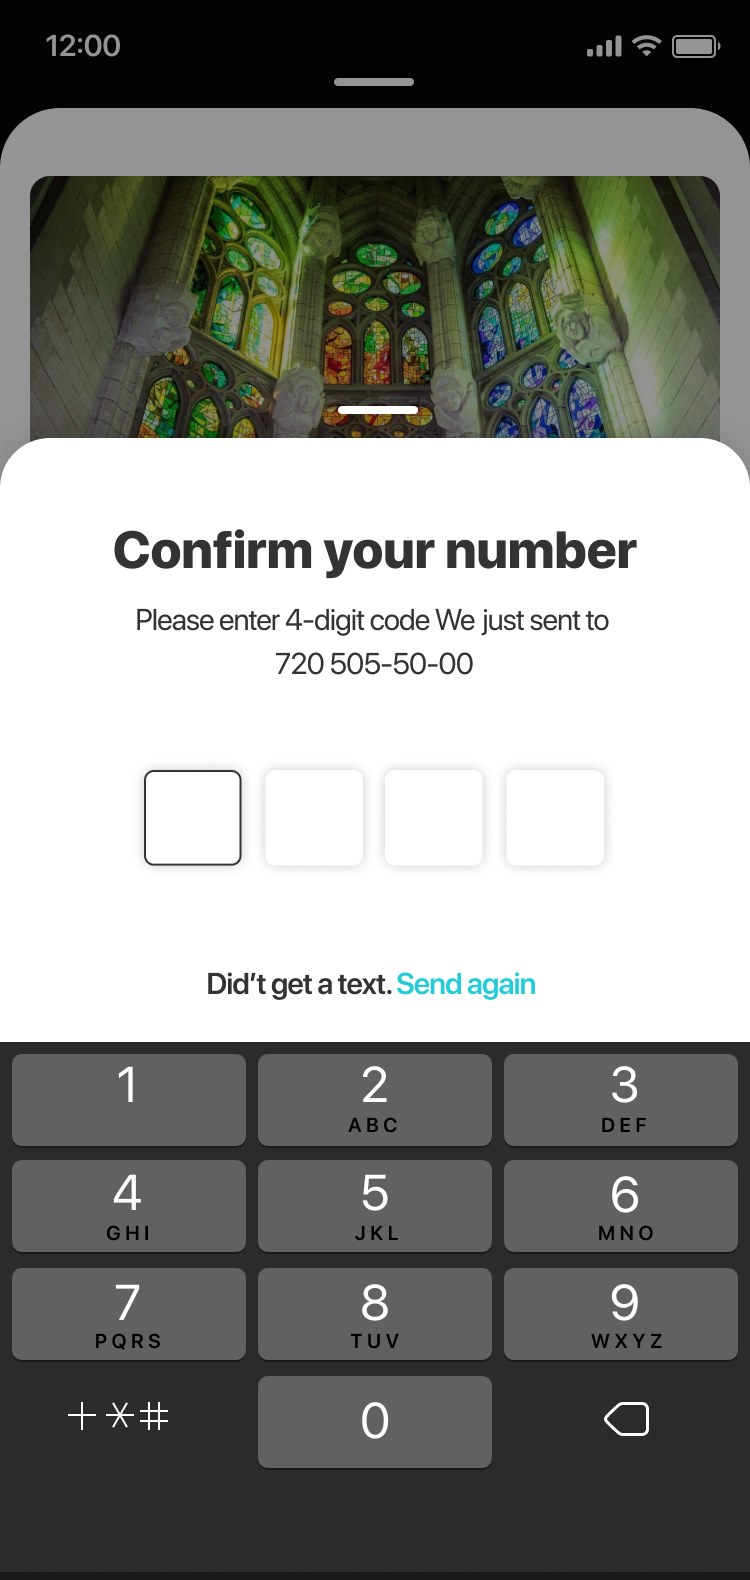 12:00
Confirm your number
Please enter 4-digit code We just sent to
720 505-50-00
Did't get a text. Send again
1
2
3
ABC
DEF
4
5
6
GHI
JKL
MNO
7
8
9
PQRS
TUV
WXYZ
+*#
0